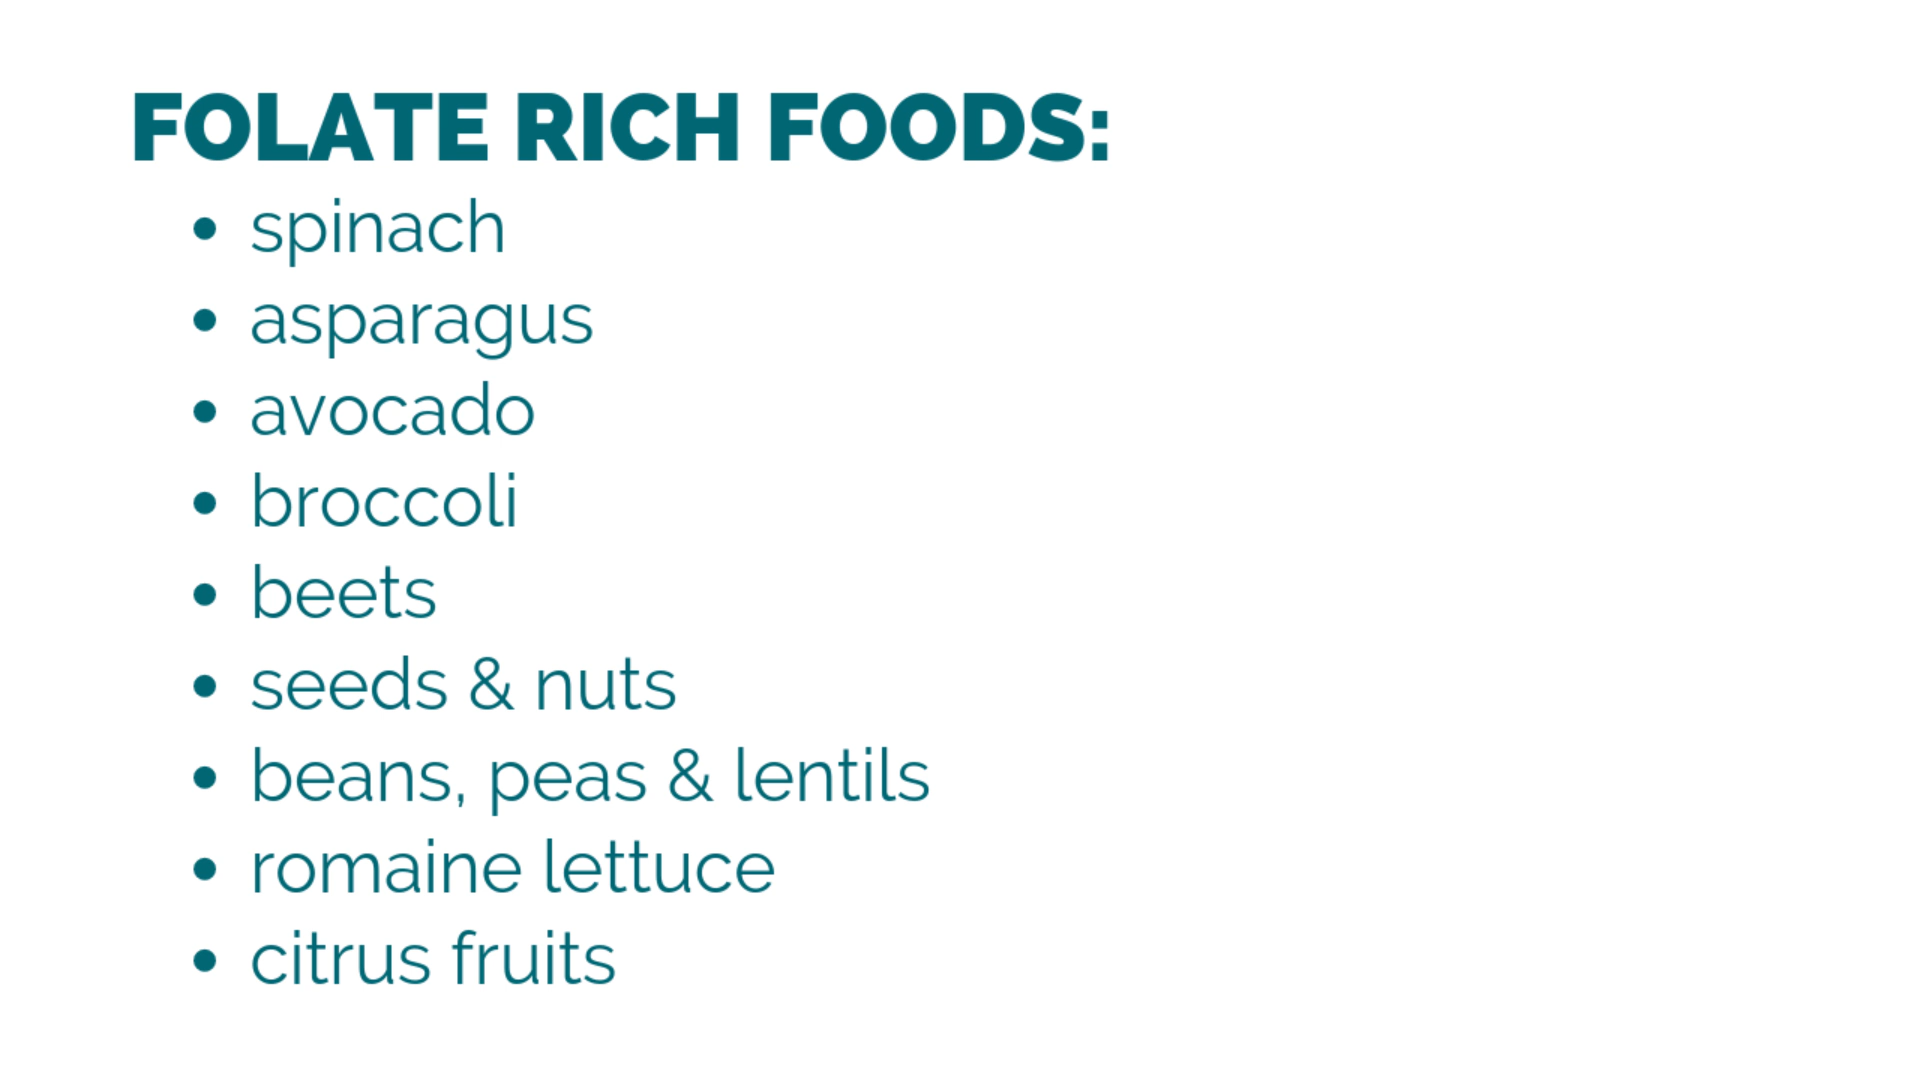 FOLATE RICH FOODS:
• spinach
• asparagus
• avocado
• broccoli
• beets
• seeds & nuts
• beans, peas & lentils
• romaine lettuce
• citrus fruits